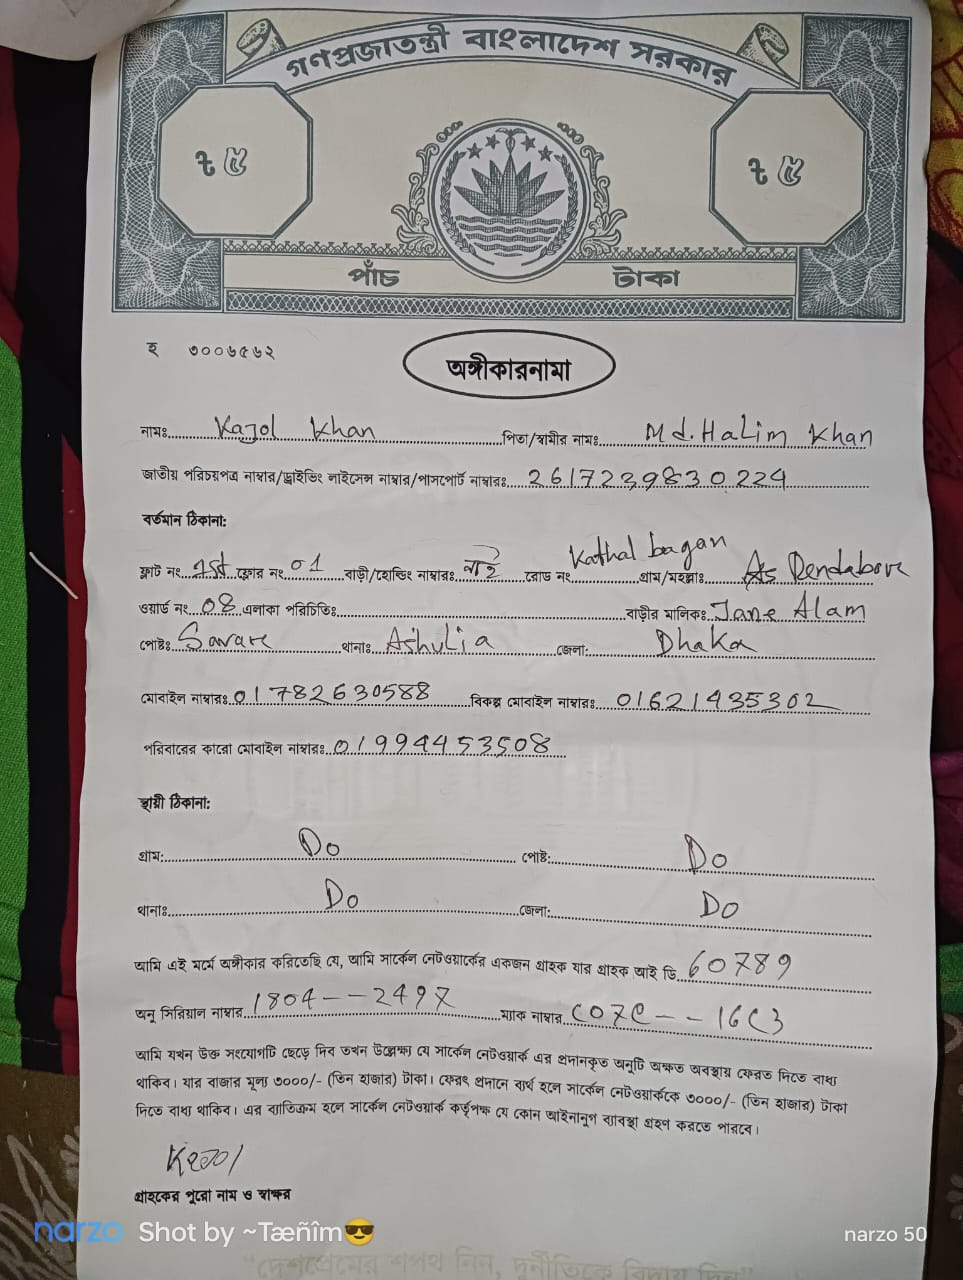 গণপ্রজাতন্ত্রী বাংলাদেশ সরকার
ট ৫ ট ৫
পাঁচ টাকা
হ ৩০০৬৫৬২
অঙ্গীকারনামা
নামঃ Kajol Khan পিতা/স্বামীর নামঃ Md. Halim Khan
জাতীয় পরিচয়পত্র নাম্বার/ড্রাইভিং লাইসেন্স নাম্বার/পাসপোর্ট নাম্বারঃ 2617239830224
বর্তমান ঠিকানা:
ফ্লাট নং 1st ফ্লোর নং 01 বাড়ী/হোল্ডিং নাম্বারঃ নাই রোড নং Kathal bagan গ্রাম/মহল্লাঃ Dendabore
ওয়ার্ড নং 08 এলাকা পরিচিতিঃ বাড়ীর মালিকঃ Jane Alam
পোষ্টঃ Savare থানাঃ Ashulia জেলা: Dhaka
মোবাইল নাম্বারঃ 01782630588 বিকল্প মোবাইল নাম্বারঃ 01621435302
পরিবারের কারো মোবাইল নাম্বারঃ 01994453508
স্থায়ী ঠিকানা:
গ্রাম: Do পোষ্ট: Do
থানাঃ Do জেলা: Do
আমি এই মর্মে অঙ্গীকার করিতেছি যে, আমি সার্কেল নেটওয়ার্কের একজন গ্রাহক যার গ্রাহক আই ডি 60789
অনু সিরিয়াল নাম্বার 1804--2497 ম্যাক নাম্বার C07C--16C3
আমি যখন উক্ত সংযোগটি ছেড়ে দিব তখন উল্লেক্ষ্য যে সার্কেল নেটওয়ার্ক এর প্রদানকৃত অনুটি অক্ষত অবস্থায় ফেরত দিতে বাধ্য
থাকিব। যার বাজার মূল্য ৩০০০/- (তিন হাজার) টাকা। ফেরৎ প্রদানে ব্যর্থ হলে সার্কেল নেটওয়ার্ককে ৩০০০/- (তিন হাজার) টাকা
দিতে বাধ্য থাকিব। এর ব্যতিক্রম হলে সার্কেল নেটওয়ার্ক কর্তৃপক্ষ যে কোন আইনানুগ ব্যাবস্থা গ্রহণ করতে পারবে।
Kajol
গ্রাহকের পুরো নাম ও স্বাক্ষর
narzo Shot by ~Tæñîm😎 narzo 50
"দেশপ্রেমের শপথ নিন, দুর্নীতিকে বিদায় দিন"